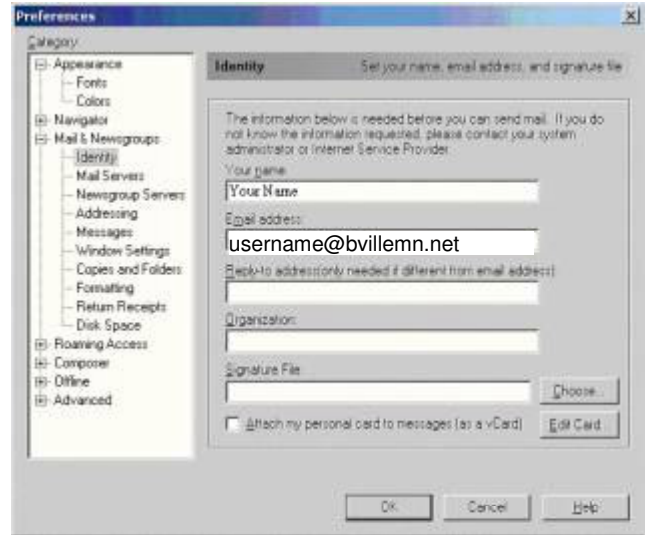 Preferences
Category:
Appearance
Fonts
Colors
Navigator
Mail & Newsgroups
Identity
Mail Servers
Newsgroup Servers
Addressing
Messages
Window Settings
Copies and Folders
Formatting
Return Receipts
Disk Space
Roaming Access
Composer
Offline
Advanced
Identity Set your name, email address, and signature file
The information below is needed before you can send mail. If you do
not know the information requested, please contact your system
administrator or Internet Service Provider.
Your name:
Your Name
Email address:
username@bvillemn.net
Reply-to address(only needed if different from email address):
Organization:
Signature File:
Choose...
Attach my personal card to messages (as a vCard)
Edit Card...
OK
Cancel
Help